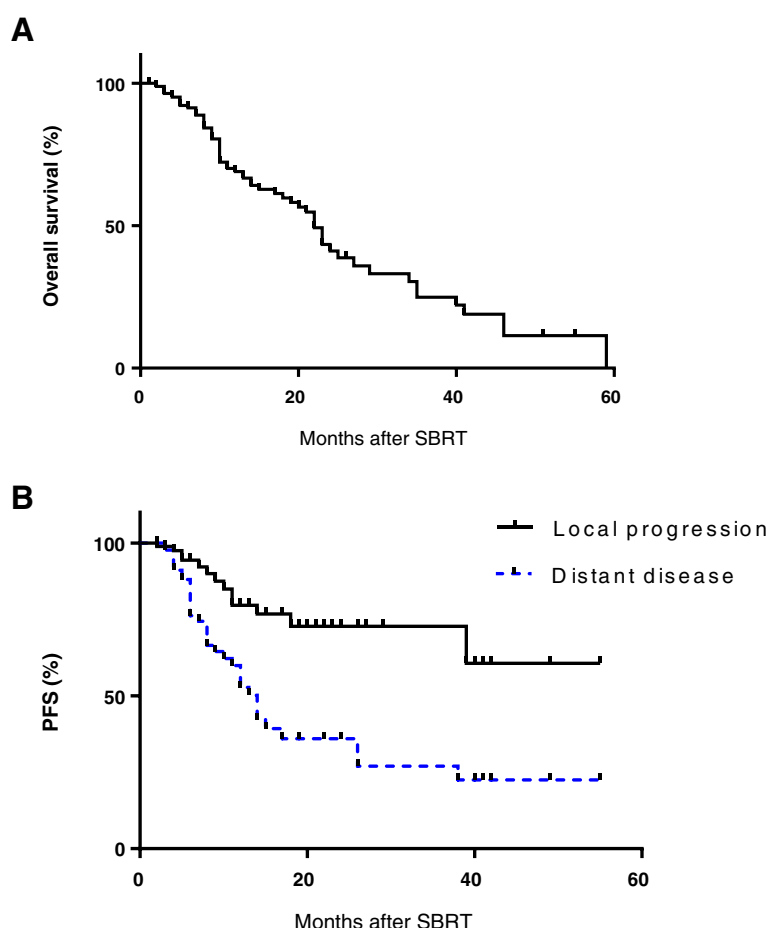 A
Overall survival (%)
100
50
0
0 20 40 60
Months after SBRT
B
Local progression
Distant disease
PFS (%)
100
50
0
0 20 40 60
Months after SBRT